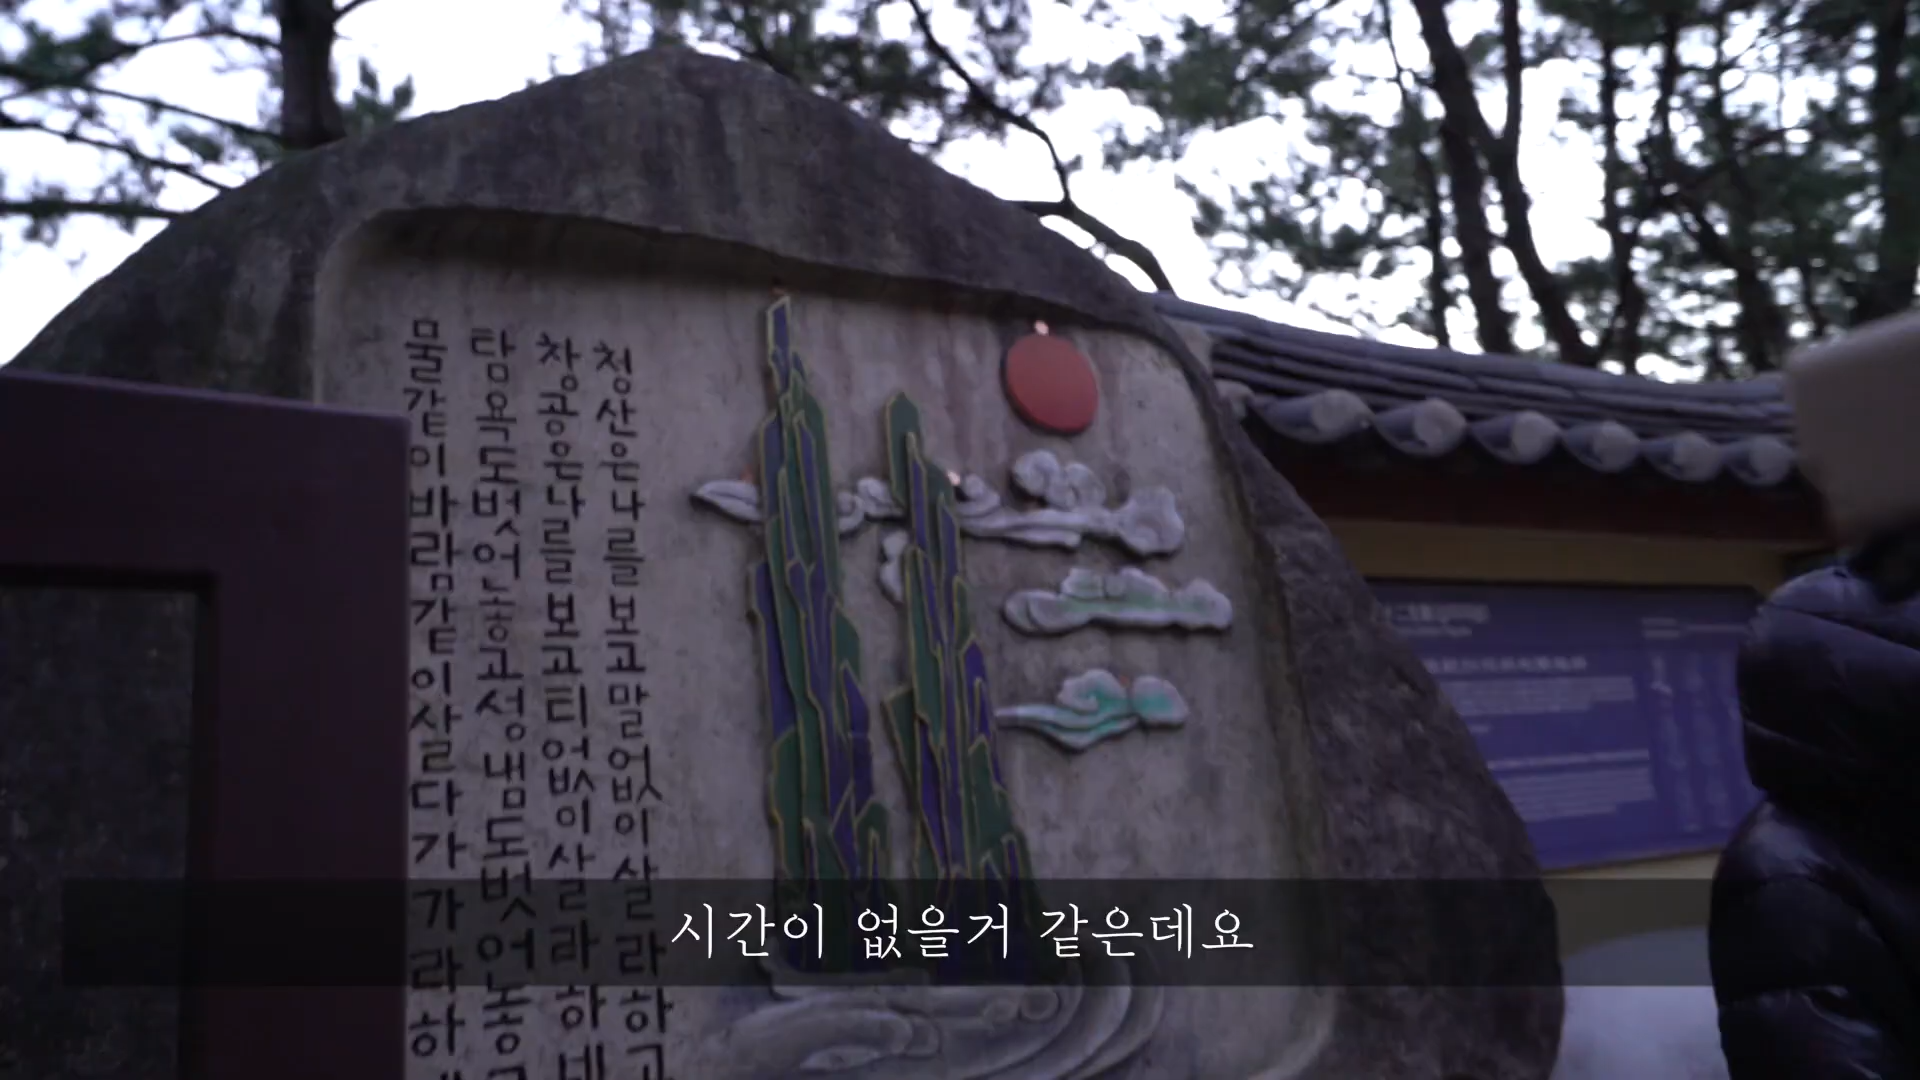 청산은나를보고말없이살라하고
창공은나를보고티없이살라하네
탐욕도벗어놓고성냄도벗어놓고
물같이바람같이살다가가라하네
시간이 없을거 같은데요